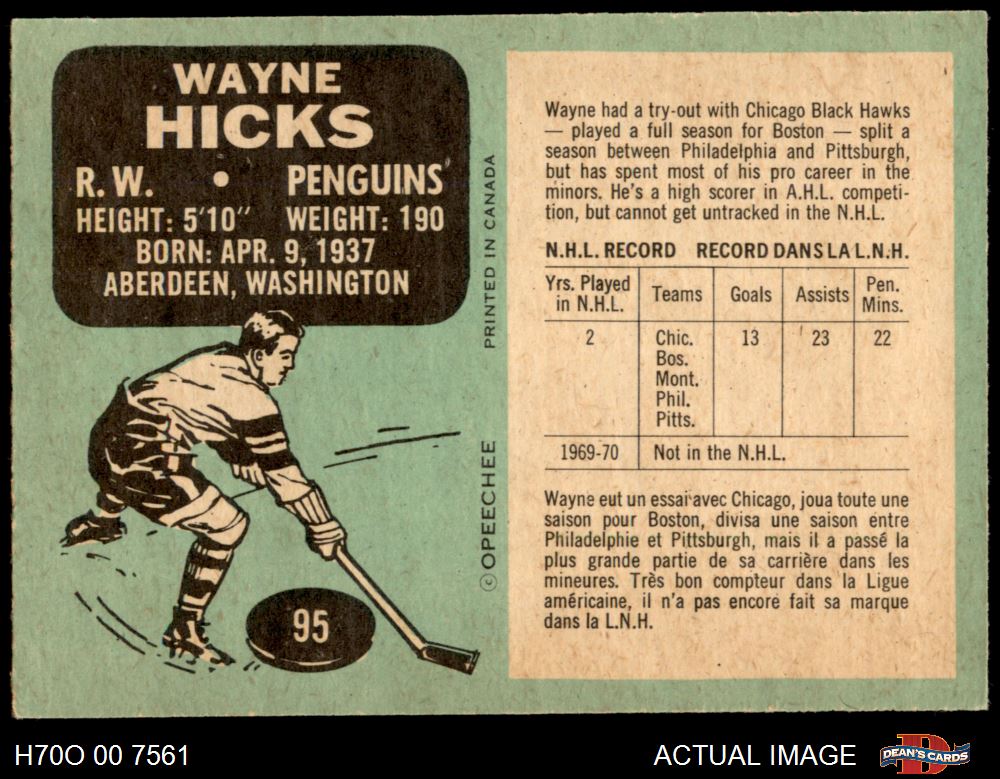 WAYNE
HICKS
R.W. • PENGUINS
HEIGHT: 5'10" WEIGHT: 190
BORN: APR. 9, 1937
ABERDEEN, WASHINGTON
PRINTED IN CANADA
© OPEECHEE
95
Wayne had a try-out with Chicago Black Hawks
— played a full season for Boston — split a
season between Philadelphia and Pittsburgh,
but has spent most of his pro career in the
minors. He's a high scorer in A.H.L. competi-
tion, but cannot get untracked in the N.H.L.
N.H.L. RECORD RECORD DANS LA L.N.H.
Yrs. Played
in N.H.L.
Teams
Goals
Assists
Pen.
Mins.
2
Chic.
Bos.
Mont.
Phil.
Pitts.
13
23
22
1969-70 Not in the N.H.L.
Wayne eut un essai avec Chicago, joua toute une
saison pour Boston, divisa une saison entre
Philadelphie et Pittsburgh, mais il a passé la
plus grande partie de sa carrière dans les
mineures. Très bon compteur dans la Ligue
américaine, il n'a pas encore fait sa marque
dans la L.N.H.
H70O 00 7561
ACTUAL IMAGE
DEAN'S CARDS